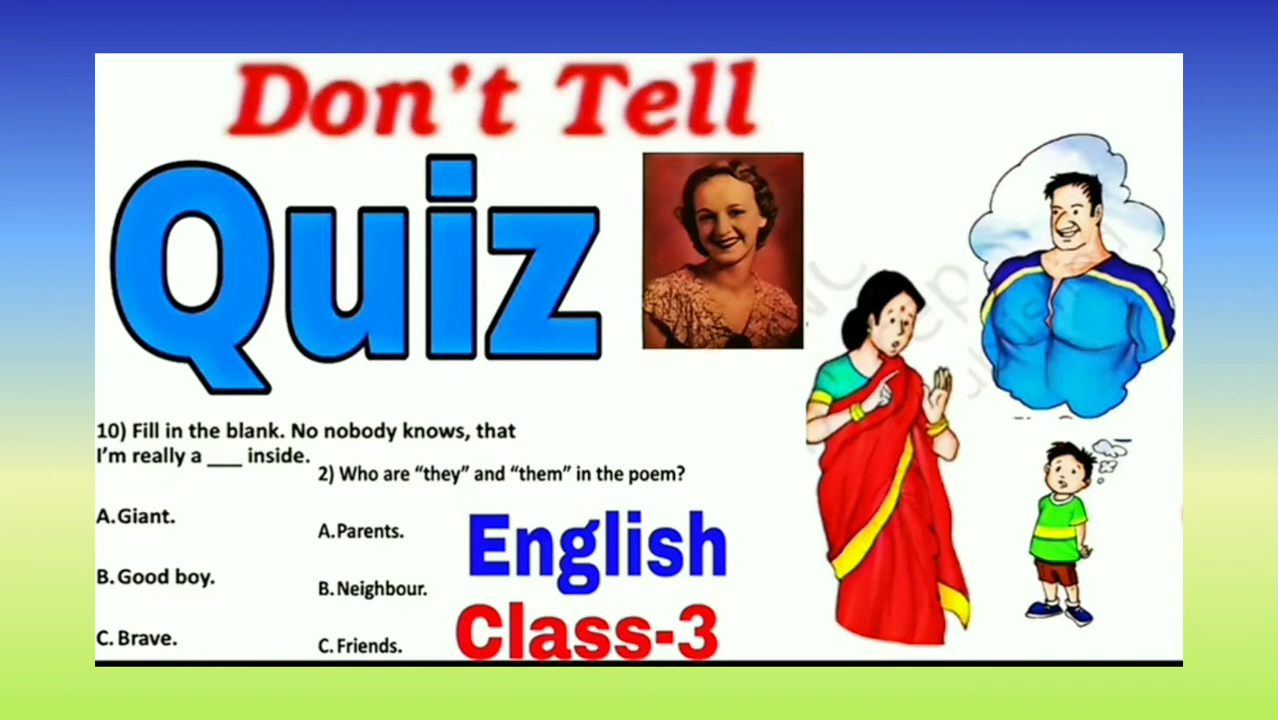 Don't Tell
Quiz
10) Fill in the blank. No nobody knows, that
I'm really a ___ inside.
A. Giant.
B. Good boy.
C. Brave.
2) Who are “they” and “them” in the poem?
A. Parents.
B. Neighbour.
C. Friends.
English
Class-3